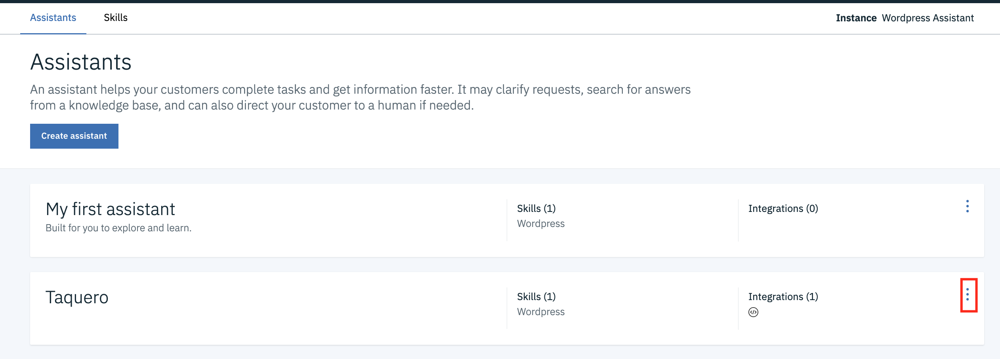 Assistants
Skills
Instance Wordpress Assistant
Assistants
An assistant helps your customers complete tasks and get information faster. It may clarify requests, search for answers
from a knowledge base, and can also direct your customer to a human if needed.
Create assistant
My first assistant
Built for you to explore and learn.
Skills (1)
Wordpress
Integrations (0)
Taquero
Skills (1)
Wordpress
Integrations (1)